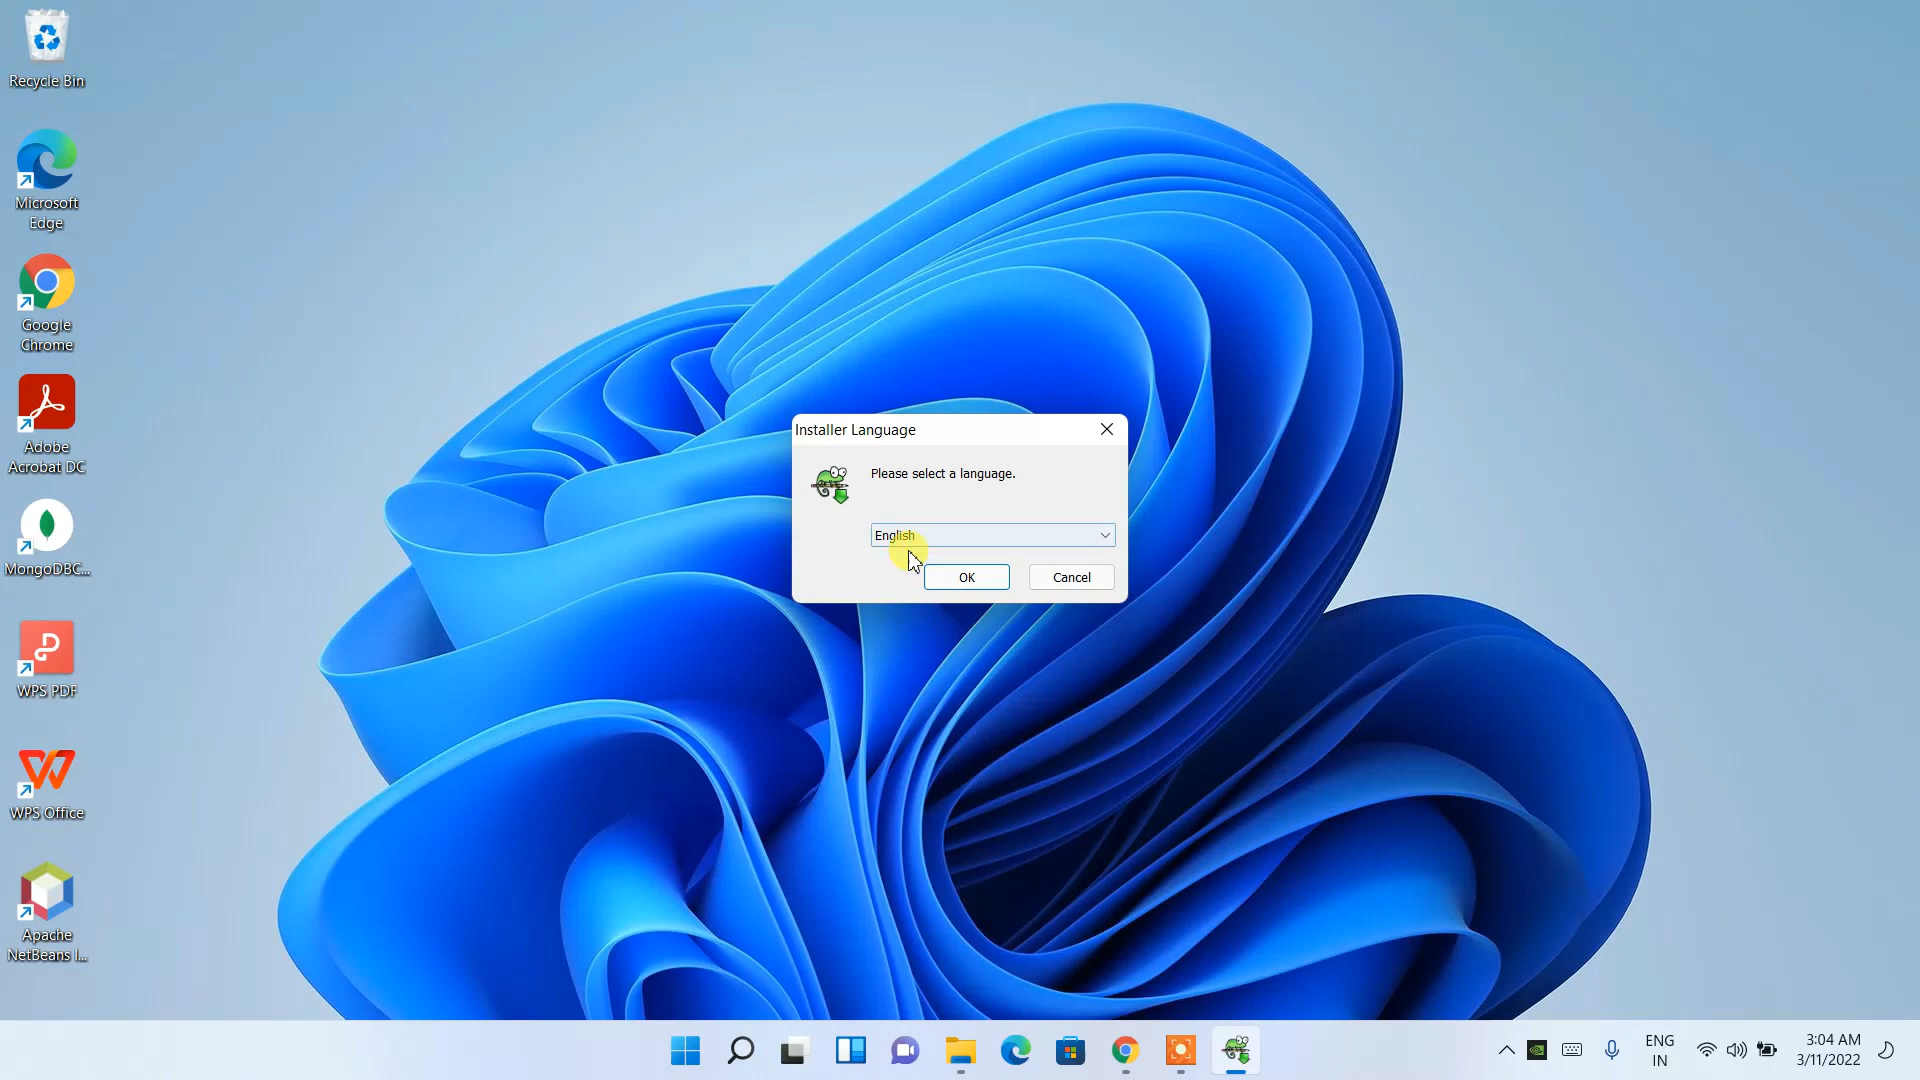 Recycle Bin
Microsoft
Edge
Google
Chrome
Adobe
Acrobat DC
MongoDBC...
WPS PDF
WPS Office
Apache
NetBeans I...
Installer Language
Please select a language.
English
OK
Cancel
ENG
IN
3:04 AM
3/11/2022